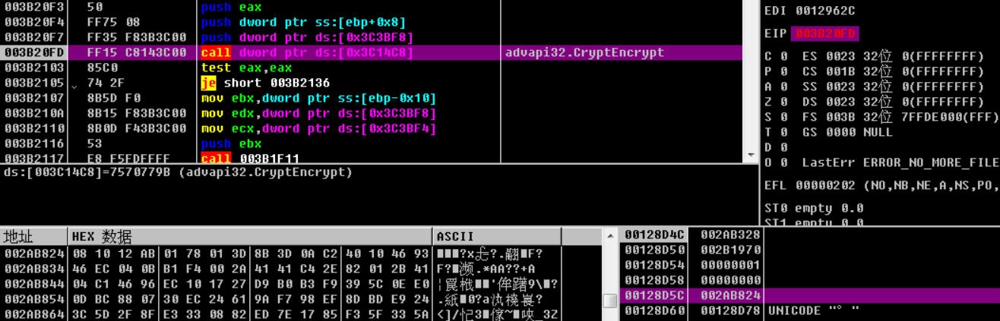 003B20F3 50 push eax
003B20F4 FF75 08 push dword ptr ss:[ebp+0x8]
003B20F7 FF35 F83B3C00 push dword ptr ds:[0x3C3BF8]
003B20FD FF15 C8143C00 call dword ptr ds:[0x3C14C8] advapi32.CryptEncrypt
003B2103 85C0 test eax,eax
003B2105 74 2F je short 003B2136
003B2107 8B5D F0 mov ebx,dword ptr ss:[ebp-0x10]
003B210A 8B15 F83B3C00 mov edx,dword ptr ds:[0x3C3BF8]
003B2110 8B0D F43B3C00 mov ecx,dword ptr ds:[0x3C3BF4]
003B2116 53 push ebx
003B2117 E8 F5FDFFFF call 003B1F11
ds:[003C14C8]=7570779B (advapi32.CryptEncrypt)
EDI 0012962C
EIP 003B20FD
C 0 ES 0023 32位 0(FFFFFFFF)
P 0 CS 001B 32位 0(FFFFFFFF)
A 0 SS 0023 32位 0(FFFFFFFF)
Z 0 DS 0023 32位 0(FFFFFFFF)
S 0 FS 003B 32位 7FFDE000(FFF)
T 0 GS 0000 NULL
D 0
O 0 LastErr ERROR_NO_MORE_FILE
EFL 00000202 (NO,NB,NE,A,NS,PO,
ST0 empty 0.0
ST1 empty 0.0
地址 HEX 数据 ASCII
002AB824 08 10 12 AB 01 78 01 3D 8B 3D 0A C2 40 10 46 93
002AB834 46 EC 04 0B B1 F4 00 2A 41 41 C4 2E 82 01 2B 41
002AB844 04 C1 46 96 EC 10 17 27 D9 B0 B3 F9 39 5C 0E E0
002AB854 0D BC 88 07 30 EC 24 61 9A F7 98 EF 8D BD E9 24
002AB864 3C 5D 2F 8F E3 33 08 82 ED 7E 17 85 F3 5F 33 5A
00128D4C 002AB328
00128D50 002B1970
00128D54 00000001
00128D58 00000000
00128D5C 002AB824
00128D60 00128D78 UNICODE "° "